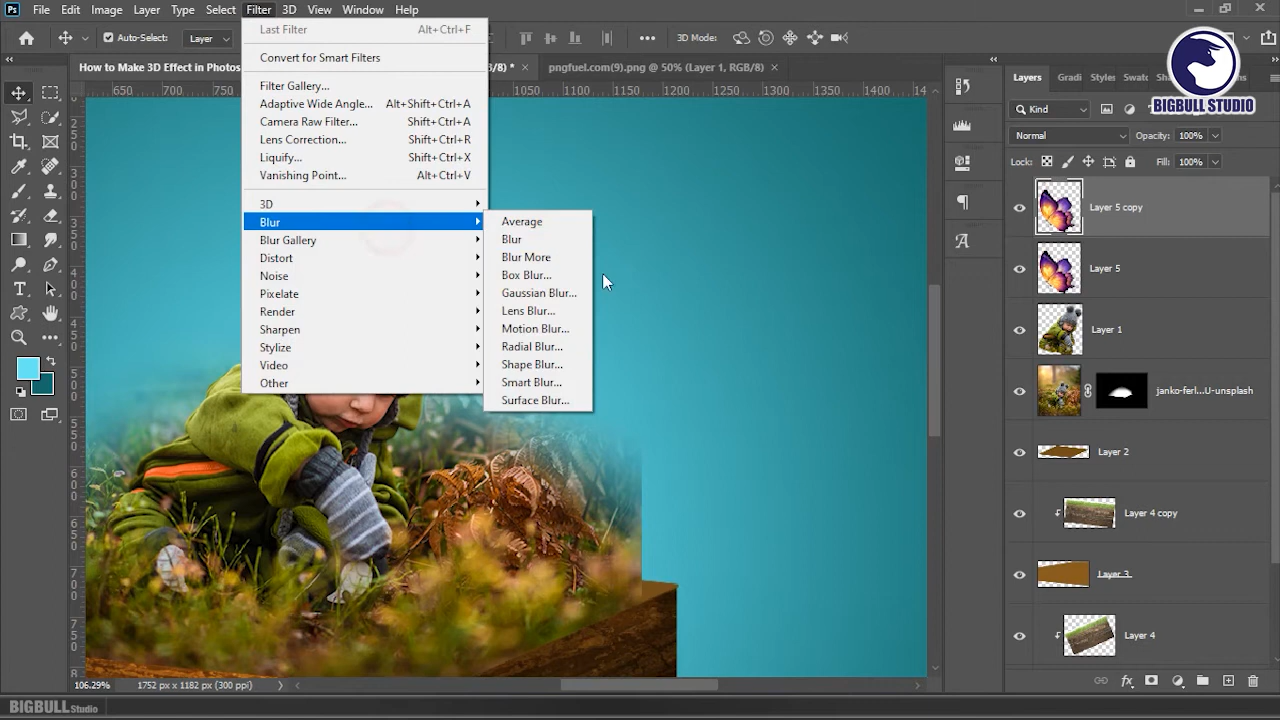 Ps File Edit Image Layer Type Select Filter 3D View Window Help
Auto-Select: Layer
3D Mode:
How to Make 3D Effect in Photos
/8) *
pngfuel.com(9).png @ 50% (Layer 1, RGB/8)
BIGBULL STUDIO
650 700 750 1050 1100 1150 1200 1250 1300 1350 1400
Last Filter Alt+Ctrl+F
Convert for Smart Filters
Filter Gallery...
Adaptive Wide Angle... Alt+Shift+Ctrl+A
Camera Raw Filter... Shift+Ctrl+A
Lens Correction... Shift+Ctrl+R
Liquify... Shift+Ctrl+X
Vanishing Point... Alt+Ctrl+V
3D
Blur
Blur Gallery
Distort
Noise
Pixelate
Render
Sharpen
Stylize
Video
Other
Average
Blur
Blur More
Box Blur...
Gaussian Blur...
Lens Blur...
Motion Blur...
Radial Blur...
Shape Blur...
Smart Blur...
Surface Blur...
Layers Gradi Styles Swatc
Kind
Normal Opacity: 100%
Lock: Fill: 100%
Layer 5 copy
Layer 5
Layer 1
janko-ferl...U-unsplash
Layer 2
Layer 4 copy
Layer 3
Layer 4
fx
106.29% 1752 px x 1182 px (300 ppi)
BIGBULL Studio